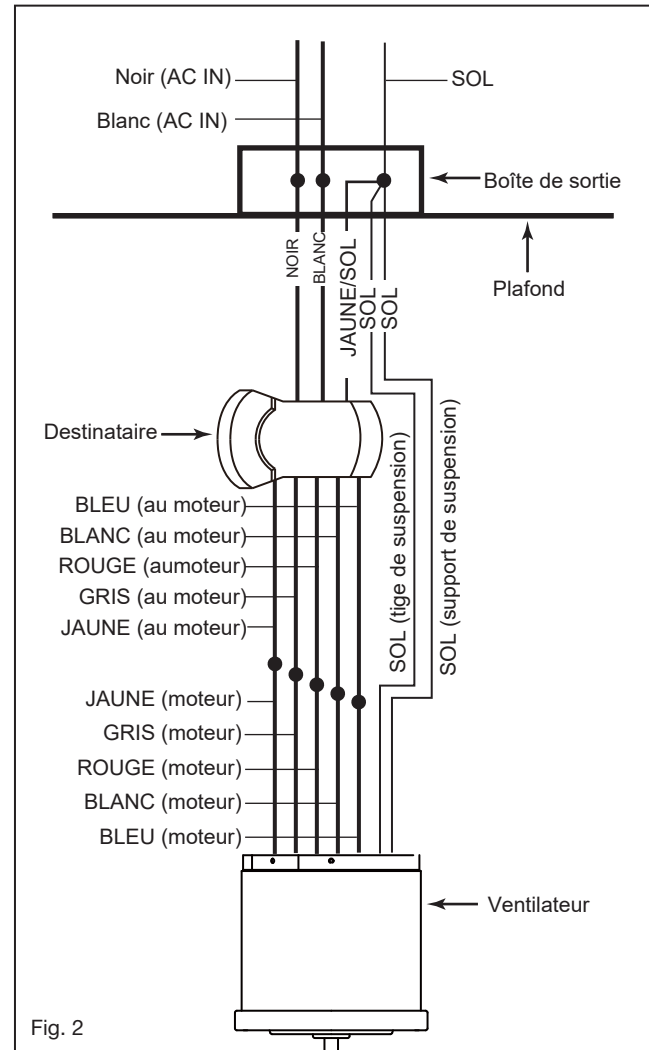 Noir (AC IN)
SOL
Blanc (AC IN)
Boîte de sortie
NOIR
BLANC
JAUNE/SOL
SOL
SOL
Plafond
Destinataire
SOL (tige de suspension)
SOL (support de suspension)
BLEU (au moteur)
BLANC (au moteur)
ROUGE (aumoteur)
GRIS (au moteur)
JAUNE (au moteur)
JAUNE (moteur)
GRIS (moteur)
ROUGE (moteur)
BLANC (moteur)
BLEU (moteur)
Ventilateur
Fig. 2